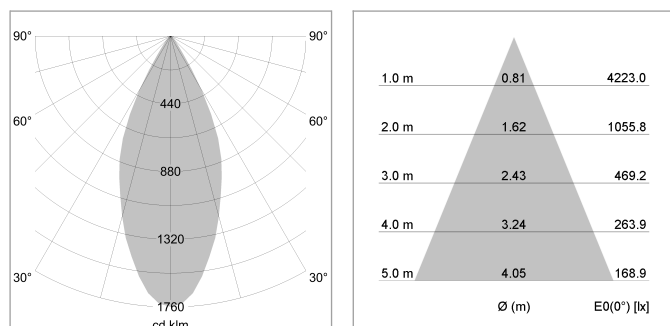 90° 90°
440
60° 60°
880
1320
30° 30°
1760
cd klm
1.0 m 0.81 4223.0
2.0 m 1.62 1055.8
3.0 m 2.43 469.2
4.0 m 3.24 263.9
5.0 m 4.05 168.9
Ø (m) E0(0°) [lx]